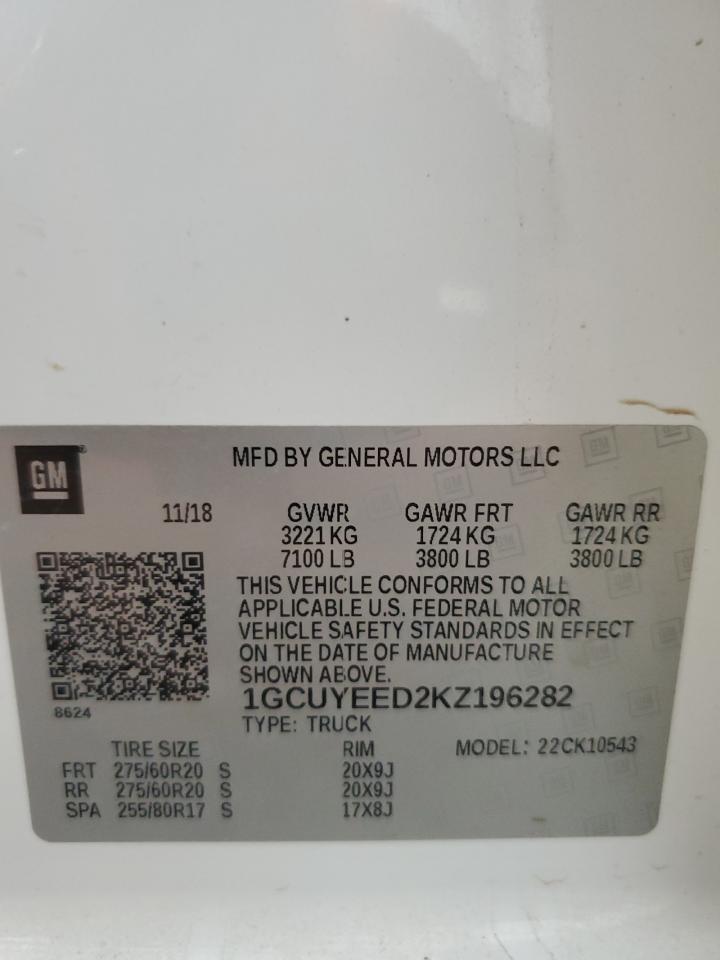 GM
MFD BY GENERAL MOTORS LLC
11/18 GVWR GAWR FRT GAWR RR
3221 KG 1724 KG 1724 KG
7100 LB 3800 LB 3800 LB
THIS VEHICLE CONFORMS TO ALL
APPLICABLE U.S. FEDERAL MOTOR
VEHICLE SAFETY STANDARDS IN EFFECT
ON THE DATE OF MANUFACTURE
SHOWN ABOVE.
8624
1GCUYEED2KZ196282
TYPE: TRUCK
TIRE SIZE RIM MODEL: 22CK10543
FRT 275/60R20 S 20X9J
RR 275/60R20 S 20X9J
SPA 255/80R17 S 17X8J